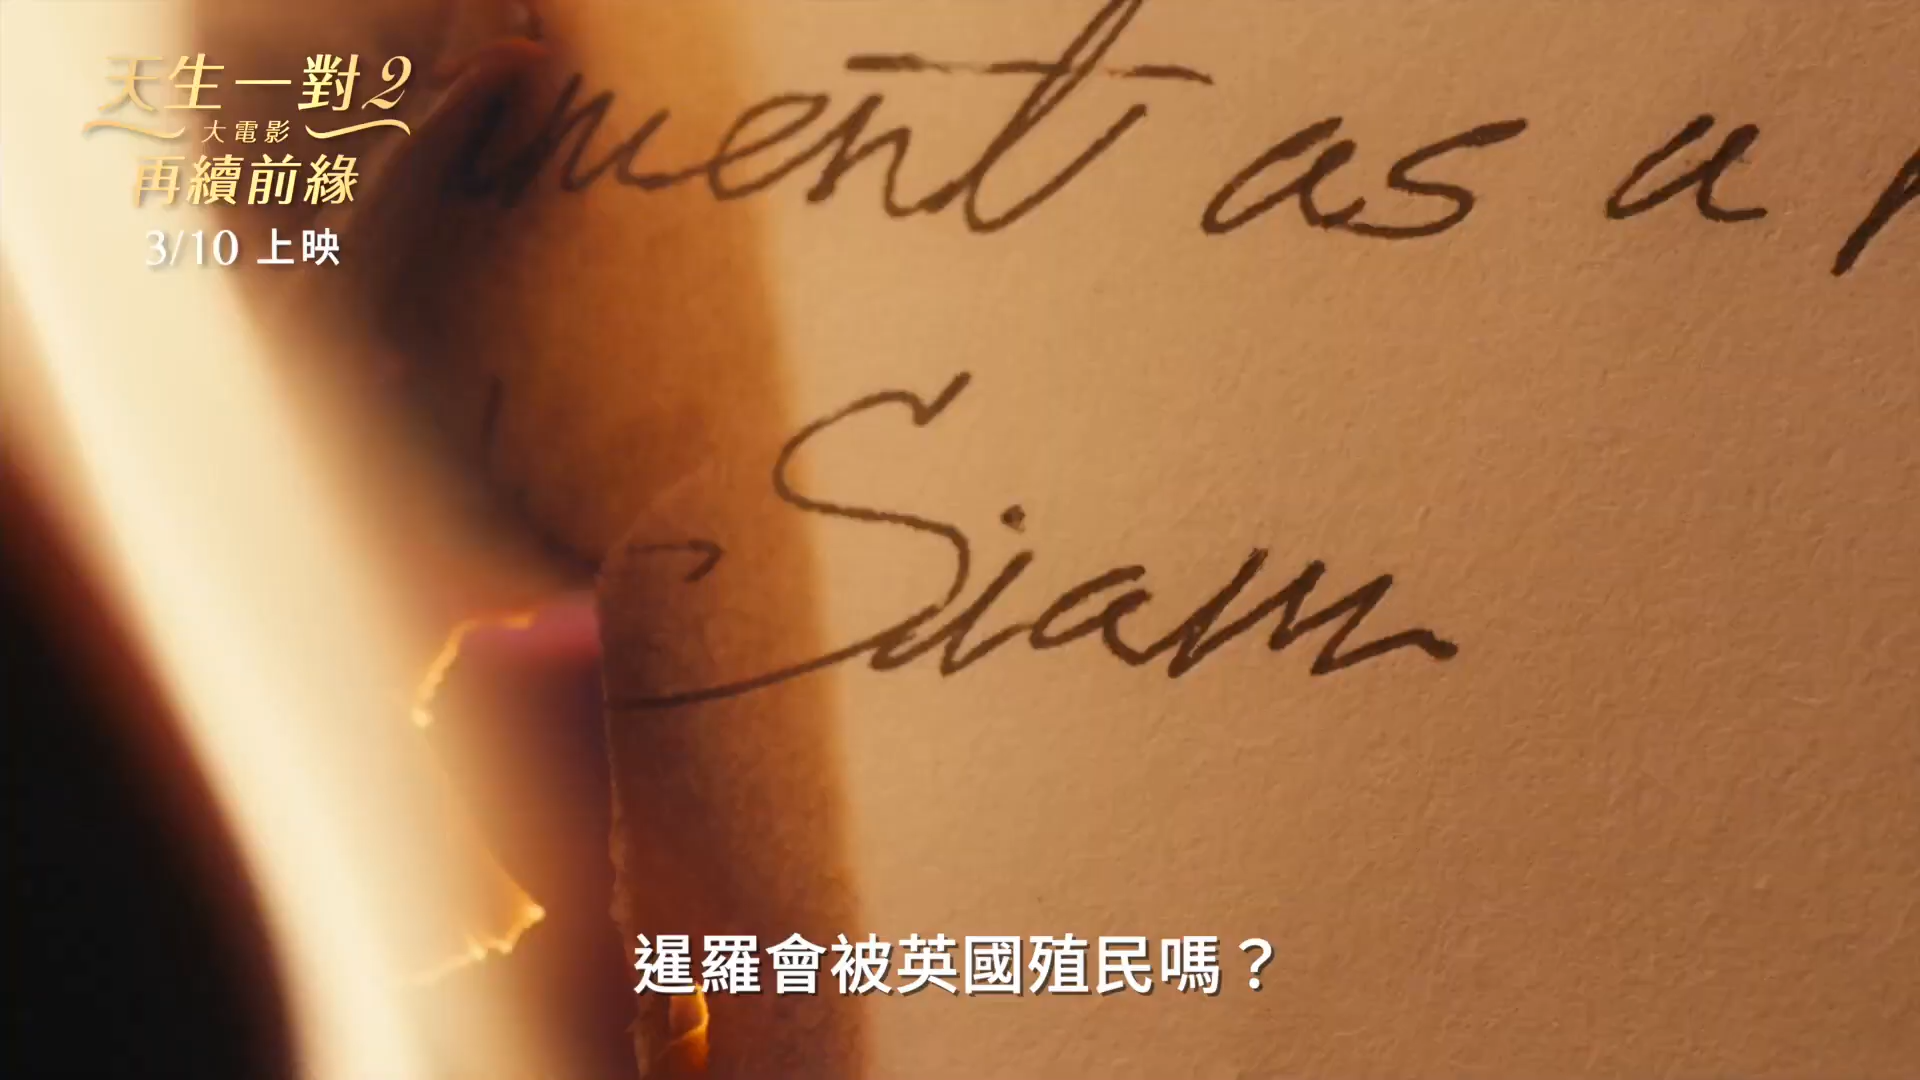 天生一對2
大電影
再續前緣
3/10 上映
ment as a
Siam
暹羅會被英國殖民嗎？